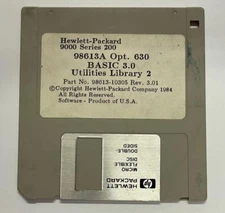 Hewlett-Packard
9000 Series 200
98613A Opt. 630
BASIC 3.0
Utilities Library 2
Part No. 98613-10305 Rev. 3.01
©Copyright Hewlett-Packard Company 1984
All Rights Reserved.
Software - Product of U.S.A.
HEWLETT
PACKARD
MICRO
FLEXIBLE
DISC
DOUBLE-
SIDED
hp